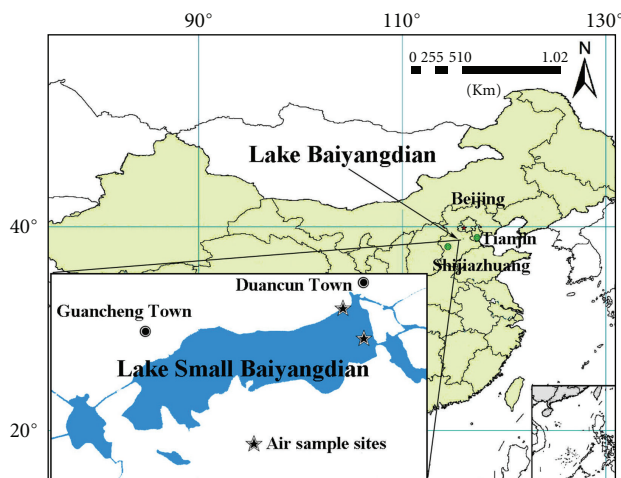 90° 110° 130°
N
0 255 510 1.02
(Km)
Lake Baiyangdian
Beijing
40°
Tianjin
Shijiazhuang
Duancun Town
Guancheng Town
Lake Small Baiyangdian
20°
Air sample sites